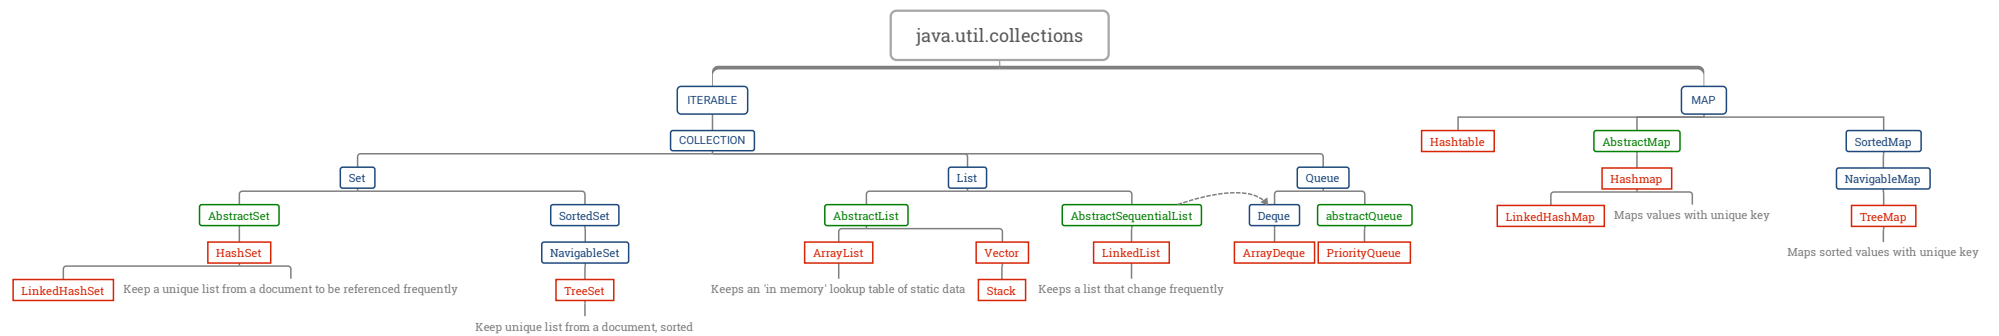 java.util.collections
ITERABLE
MAP
COLLECTION
Hashtable
AbstractMap
SortedMap
Set
List
Queue
Hashmap
NavigableMap
AbstractSet
SortedSet
AbstractList
AbstractSequentialList
Deque
abstractQueue
LinkedHashMap
Maps values with unique key
TreeMap
HashSet
NavigableSet
ArrayList
Vector
LinkedList
ArrayDeque
PriorityQueue
Maps sorted values with unique key
LinkedHashSet
Keep a unique list from a document to be referenced frequently
TreeSet
Keeps an 'in memory' lookup table of static data
Stack
Keeps a list that change frequently
Keep unique list from a document, sorted